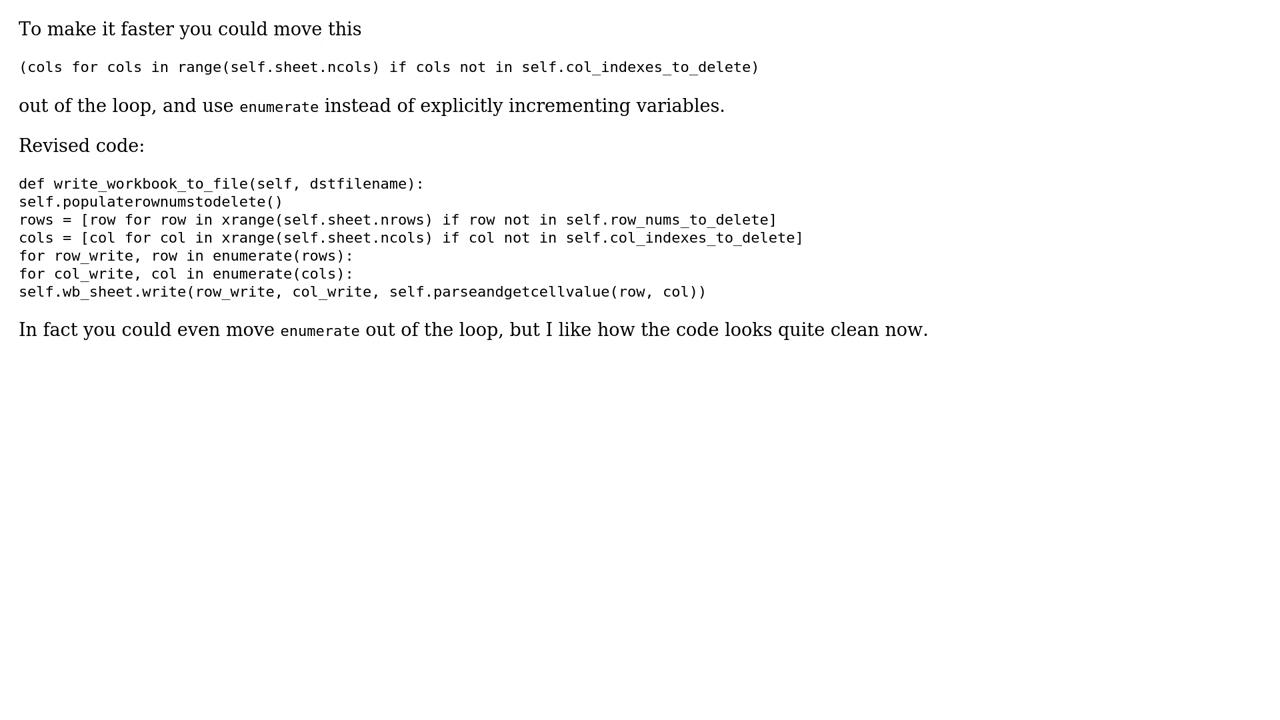 To make it faster you could move this
(cols for cols in range(self.sheet.ncols) if cols not in self.col_indexes_to_delete)
out of the loop, and use enumerate instead of explicitly incrementing variables.
Revised code:
def write_workbook_to_file(self, dstfilename):
self.populaterownumstodelete()
rows = [row for row in xrange(self.sheet.nrows) if row not in self.row_nums_to_delete]
cols = [col for col in xrange(self.sheet.ncols) if col not in self.col_indexes_to_delete]
for row_write, row in enumerate(rows):
for col_write, col in enumerate(cols):
self.wb_sheet.write(row_write, col_write, self.parseandgetcellvalue(row, col))
In fact you could even move enumerate out of the loop, but I like how the code looks quite clean now.